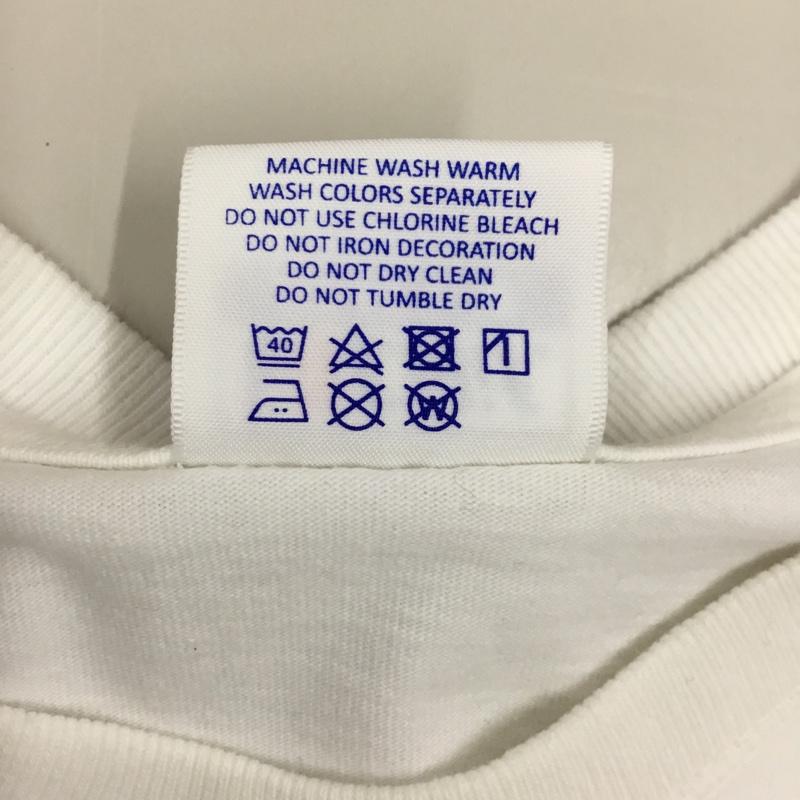 MACHINE WASH WARM
WASH COLORS SEPARATELY
DO NOT USE CHLORINE BLEACH
DO NOT IRON DECORATION
DO NOT DRY CLEAN
DO NOT TUMBLE DRY
40
W